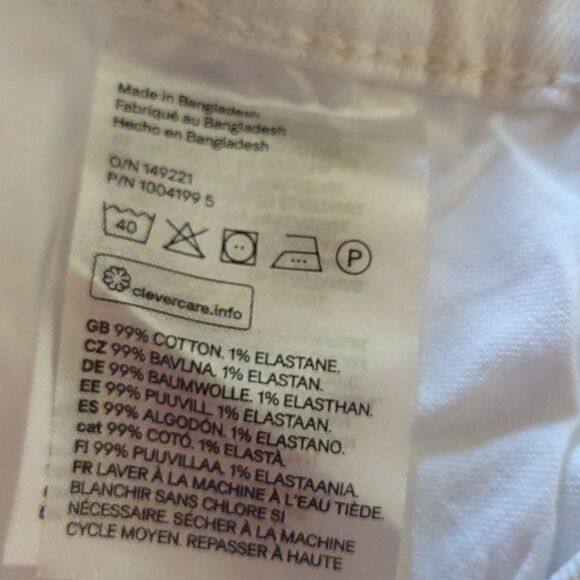 Made in Bangladesh
Fabriqué au Bangladesh
Hecho en Bangladesh
O/N 149221
P/N 1004199 5
40
P
clevercare.info
GB 99% COTTON. 1% ELASTANE.
CZ 99% BAVLNA. 1% ELASTAN.
DE 99% BAUMWOLLE. 1% ELASTHAN.
EE 99% PUUVILL. 1% ELASTAAN.
ES 99% ALGODÓN. 1% ELASTANO.
cat 99% COTÓ. 1% ELASTÀ.
FI 99% PUUVILLAA. 1% ELASTAANIA.
FR LAVER À LA MACHINE À L'EAU TIÈDE.
BLANCHIR SANS CHLORE SI
NÉCESSAIRE. SÉCHER À LA MACHINE
CYCLE MOYEN. REPASSER À HAUTE